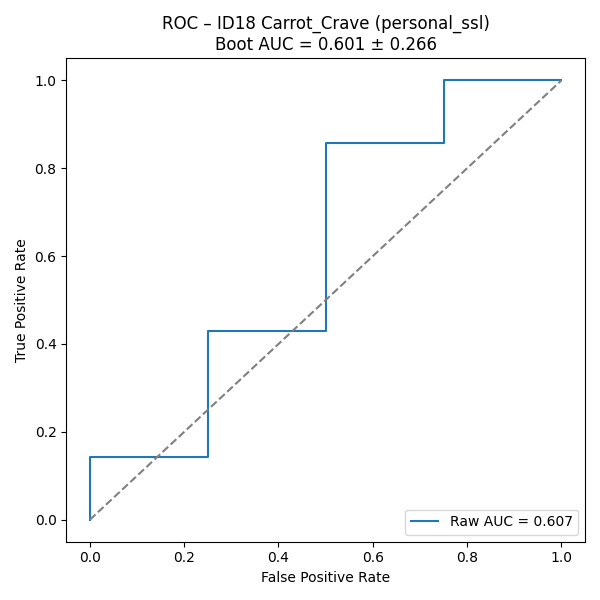 ROC – ID18 Carrot_Crave (personal_ssl)
Boot AUC = 0.601 ± 0.266
True Positive Rate
1.0
0.8
0.6
0.4
0.2
0.0
0.0 0.2 0.4 0.6 0.8 1.0
False Positive Rate
Raw AUC = 0.607